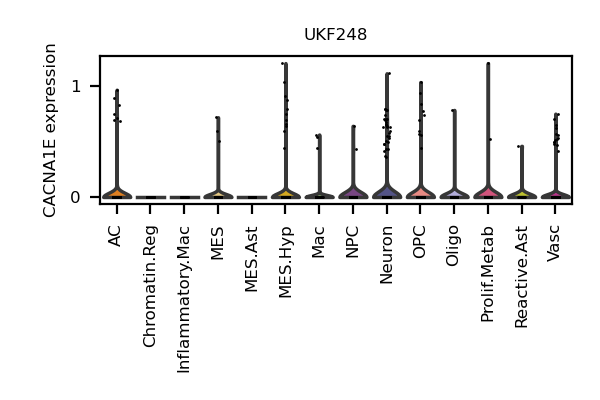 UKF248
CACNA1E expression
1
0
AC
Chromatin.Reg
Inflammatory.Mac
MES
MES.Ast
MES.Hyp
Mac
NPC
Neuron
OPC
Oligo
Prolif.Metab
Reactive.Ast
Vasc